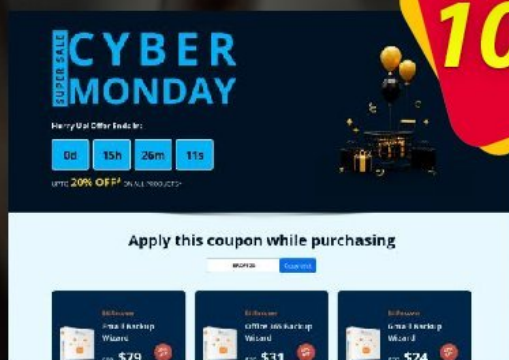 10
SUPER SALE
CYBER
MONDAY
Hurry Up! Offer Ends In:
0d 15h 26m 11s
UPTO 20% OFF* ON ALL PRODUCTS*
Apply this coupon while purchasing
Email Backup
Wizard
$79
Office 365 Backup
Wizard
$31
Gmail Backup
Wizard
$24